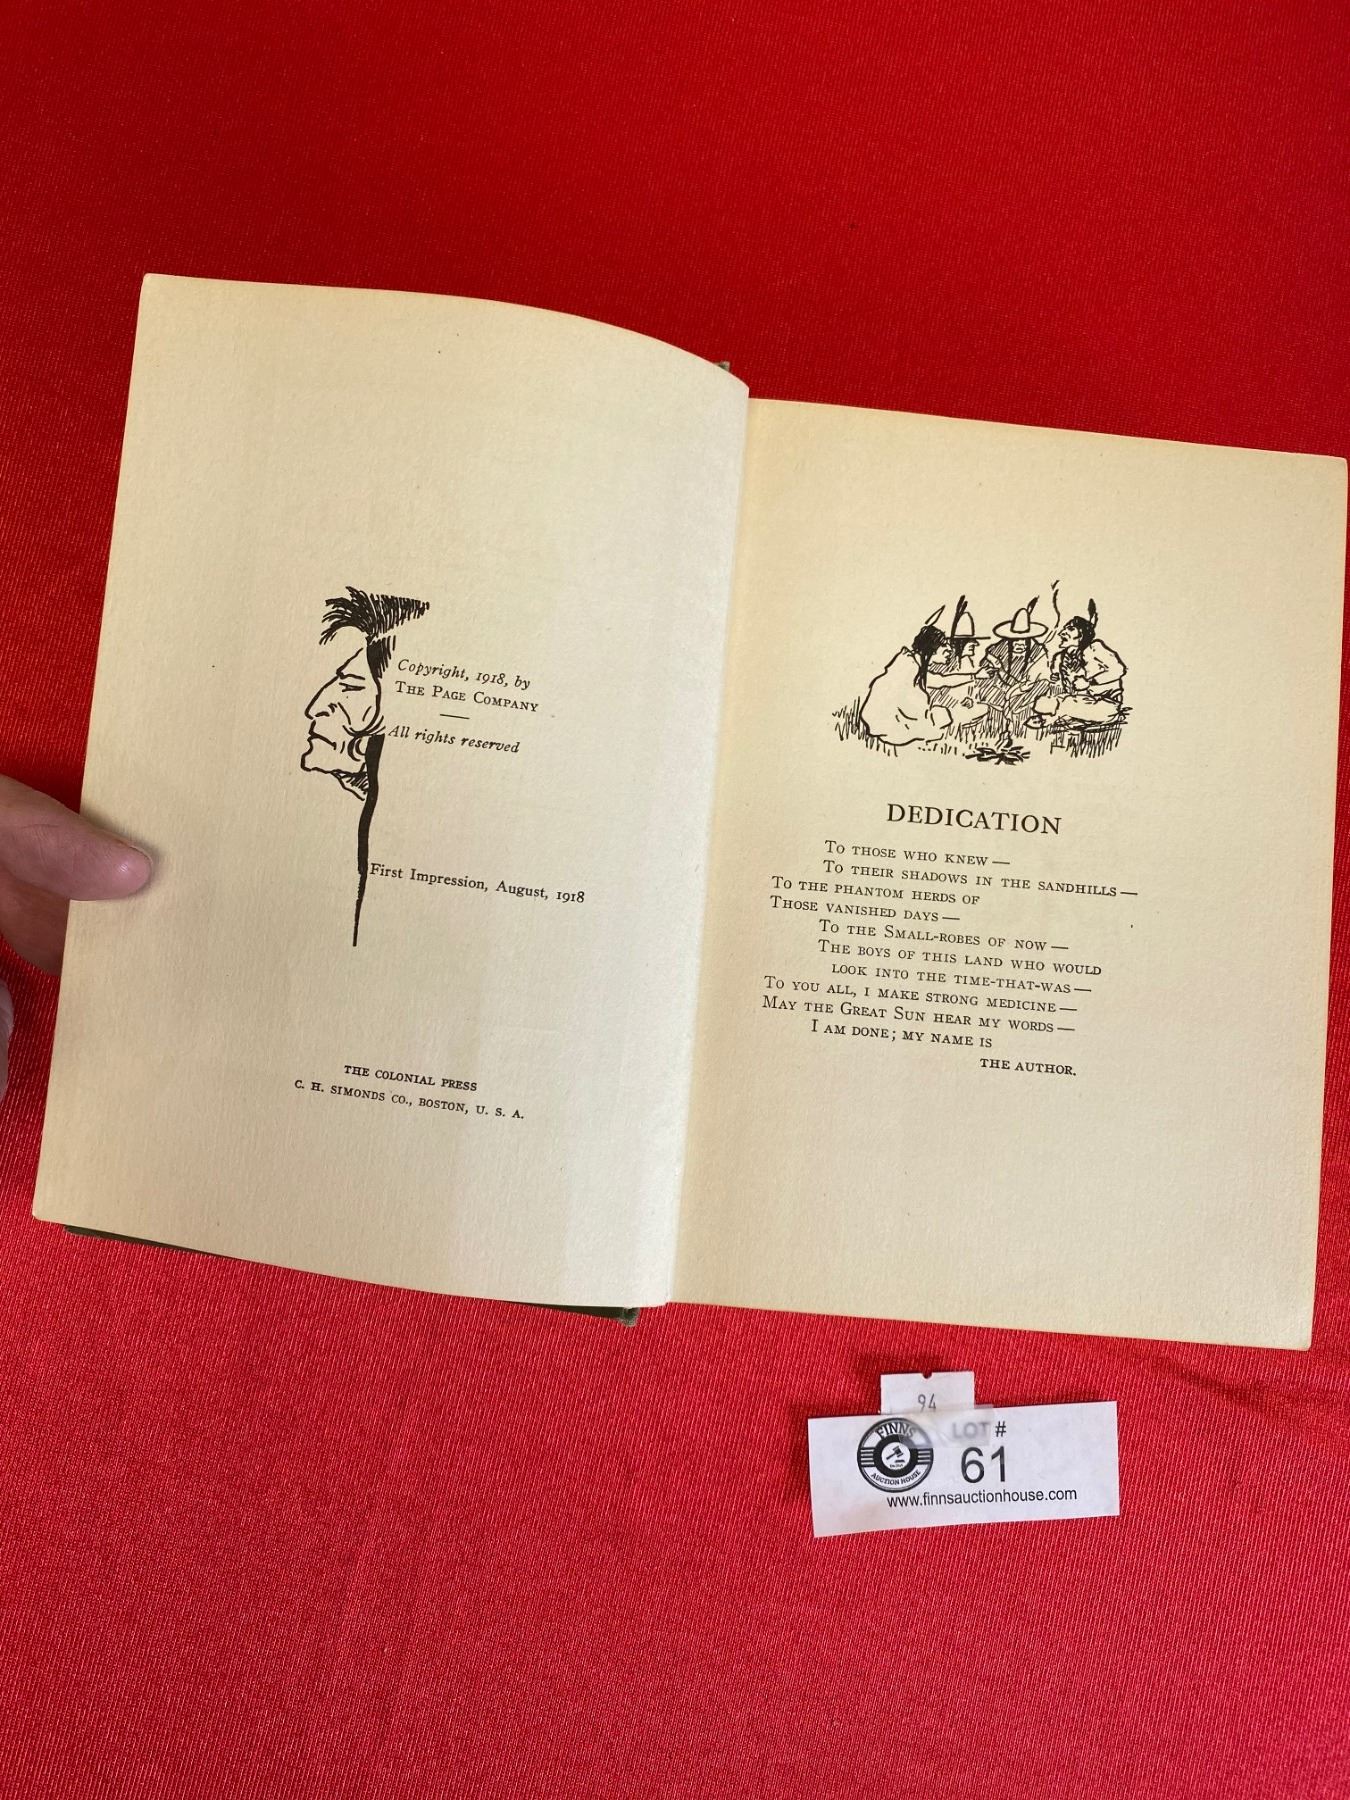 Copyright, 1918, by
THE PAGE COMPANY
All rights reserved
First Impression, August, 1918
THE COLONIAL PRESS
C. H. SIMONDS CO., BOSTON, U. S. A.
DEDICATION
TO THOSE WHO KNEW —
TO THEIR SHADOWS IN THE SANDHILLS —
TO THE PHANTOM HERDS OF
THOSE VANISHED DAYS —
TO THE SMALL-ROBES OF NOW —
THE BOYS OF THIS LAND WHO WOULD
LOOK INTO THE TIME-THAT-WAS —
TO YOU ALL, I MAKE STRONG MEDICINE —
MAY THE GREAT SUN HEAR MY WORDS —
I AM DONE; MY NAME IS
THE AUTHOR.
94
LOT #
61
FINNS
AUCTION HOUSE
www.finnsauctionhouse.com